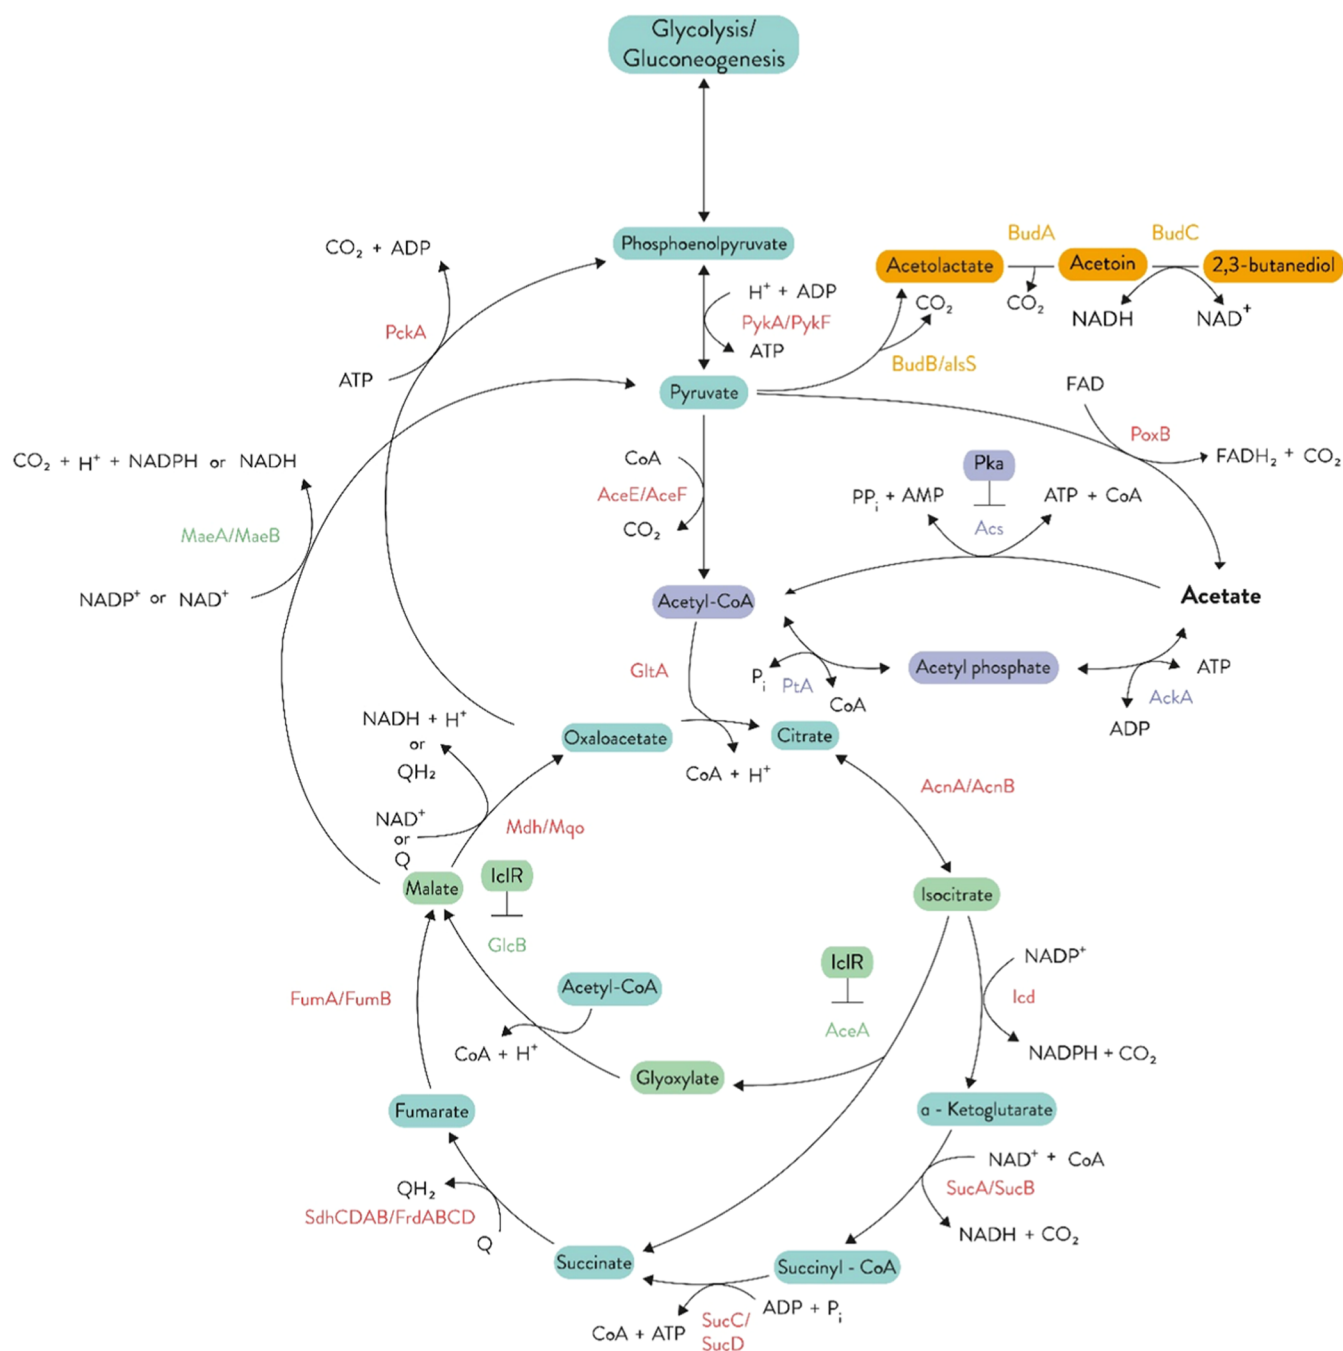 Glycolysis/
Gluconeogenesis
Phosphoenolpyruvate
CO₂ + ADP
PckA
ATP
H⁺ + ADP
PykA/PykF
ATP
BudA
BudC
Acetolactate
Acetoin
2,3-butanediol
CO₂
CO₂
NADH
NAD⁺
BudB/alsS
Pyruvate
FAD
PoxB
FADH₂ + CO₂
CO₂ + H⁺ + NADPH or NADH
MaeA/MaeB
NADP⁺ or NAD⁺
CoA
AceE/AceF
CO₂
Pka
PPᵢ + AMP
ATP + CoA
Acs
Acetyl-CoA
Acetate
GltA
Pᵢ
PtA
CoA
Acetyl phosphate
ATP
AckA
ADP
NADH + H⁺
or
QH₂
Oxaloacetate
Citrate
CoA + H⁺
NAD⁺
or
Q
Mdh/Mqo
AcnA/AcnB
Malate
IclR
GlcB
Isocitrate
IclR
AceA
NADP⁺
Icd
NADPH + CO₂
FumA/FumB
Acetyl-CoA
CoA + H⁺
Glyoxylate
Fumarate
α - Ketoglutarate
NAD⁺ + CoA
SucA/SucB
NADH + CO₂
QH₂
SdhCDAB/FrdABCD
Q
Succinate
Succinyl - CoA
ADP + Pᵢ
CoA + ATP
SucC/
SucD